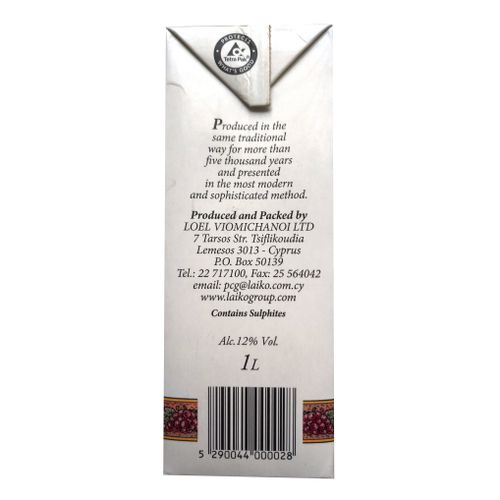 PROTECTS
Tetra Pak
WHAT'S GOOD
Produced in the
same traditional
way for more than
five thousand years
and presented
in the most modern
and sophisticated method.
Produced and Packed by
LOEL VIOMICHANOI LTD
7 Tarsos Str. Tsiflikoudia
Lemesos 3013 - Cyprus
P.O. Box 50139
Tel.: 22 717100, Fax: 25 564042
email: pcg@laiko.com.cy
www.laikogroup.com
Contains Sulphites
Alc.12% Vol.
1L
5 290044 000028